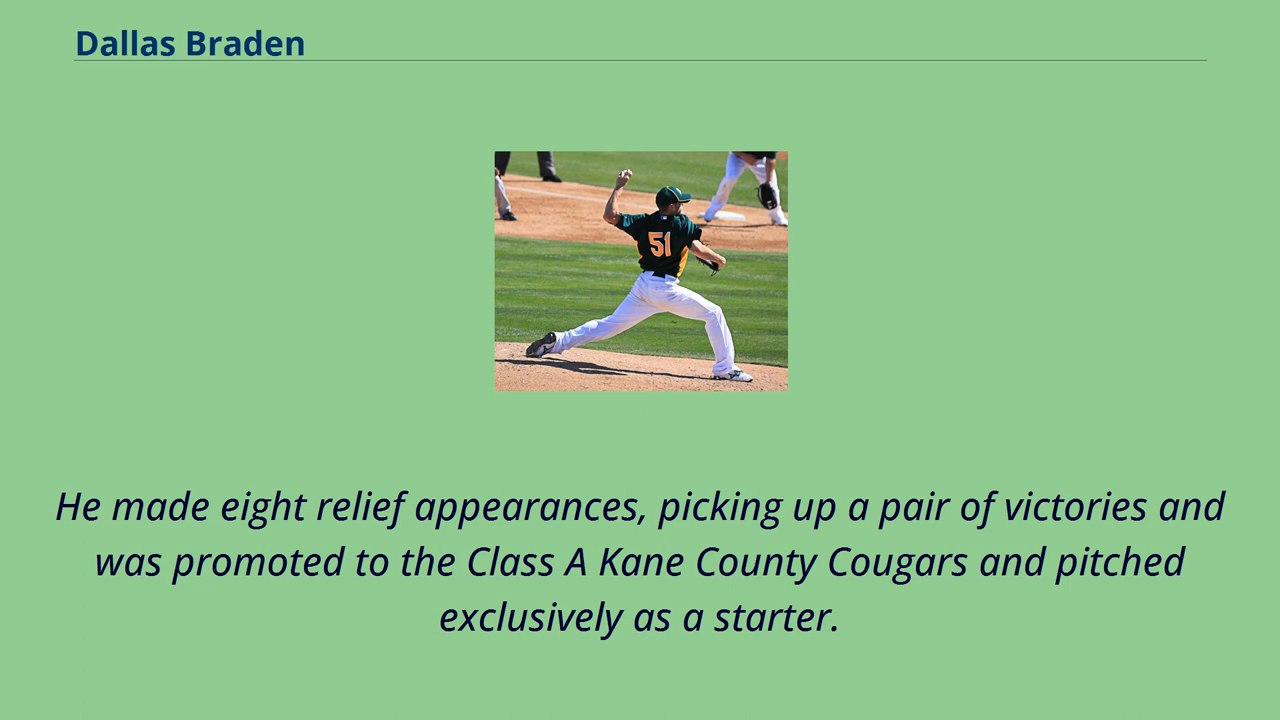 Dallas Braden
51
He made eight relief appearances, picking up a pair of victories and
was promoted to the Class A Kane County Cougars and pitched
exclusively as a starter.